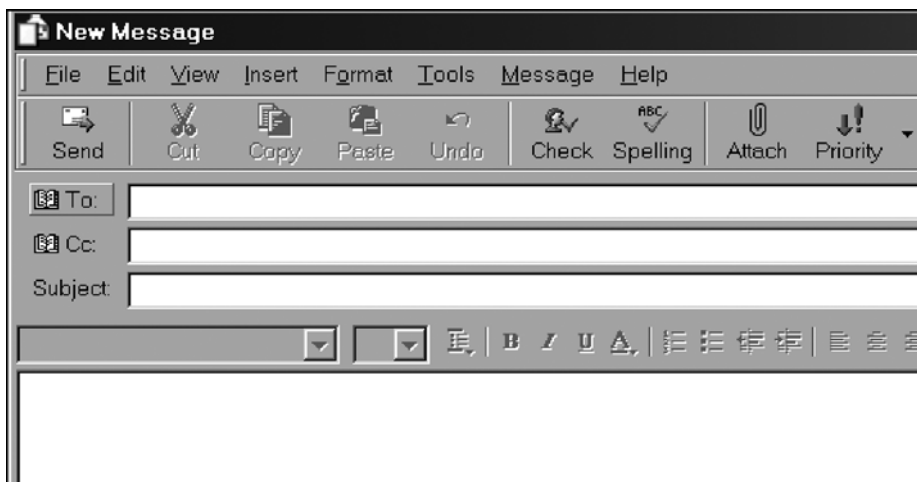 New Message
File Edit View Insert Format Tools Message Help
ABC
Send Cut Copy Paste Undo Check Spelling Attach Priority
To:
Cc:
Subject:
B I U A